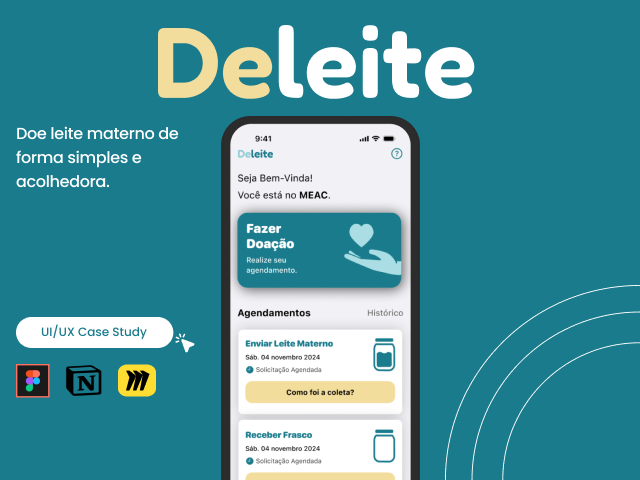 Deleite
Doe leite materno de
forma simples e
acolhedora.
9:41
Deleite
?
Seja Bem-Vinda!
Você está no MEAC.
Fazer
Doação
Realize seu
agendamento.
Agendamentos
Histórico
Enviar Leite Materno
Sáb. 04 novembro 2024
Solicitação Agendada
Como foi a coleta?
Receber Frasco
Sáb. 04 novembro 2024
Solicitação Agendada
UI/UX Case Study
N